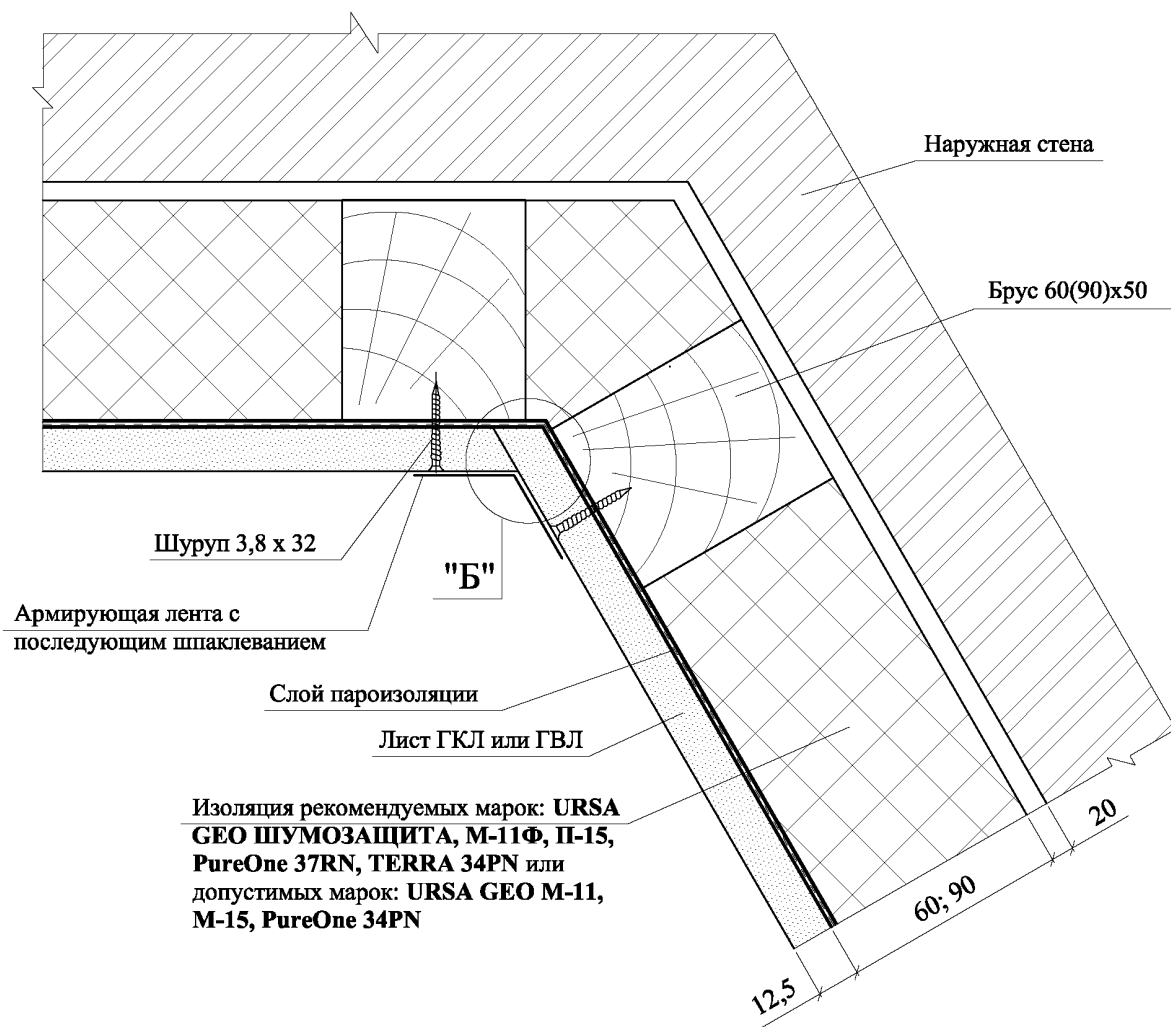 Наружная стена
Брус 60(90)x50
Шуруп 3,8 x 32
"Б"
Армирующая лента с
последующим шпаклеванием
Слой пароизоляции
Лист ГКЛ или ГВЛ
Изоляция рекомендуемых марок: URSA
GEO ШУМОЗАЩИТА, М-11Ф, П-15,
PureOne 37RN, TERRA 34PN или
допустимых марок: URSA GEO М-11,
М-15, PureOne 34PN
20
60; 90
12,5